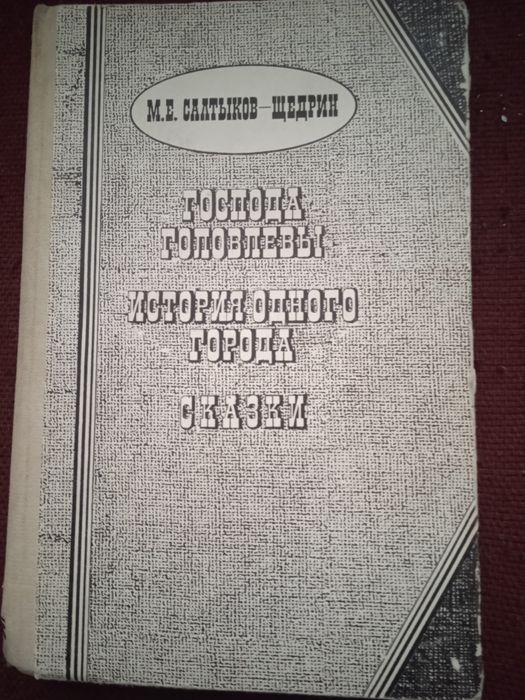 М.Е. САЛТЫКОВ–ЩЕДРИН
ГОСПОДА
ГОЛОВЛЕВЫ
ИСТОРИЯ ОДНОГО
ГОРОДА
СКАЗКИ